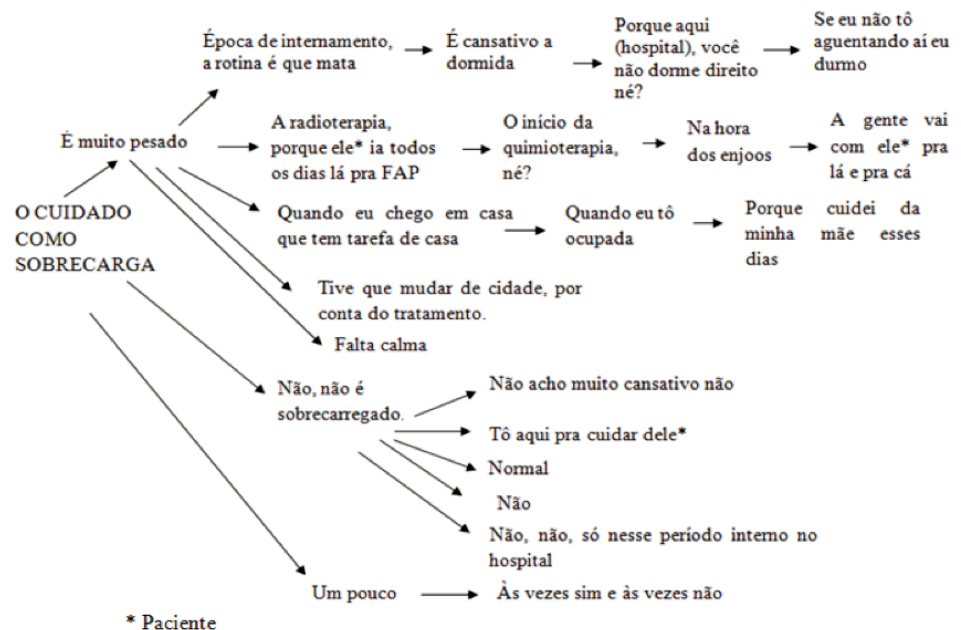 Época de internamento,
a rotina é que mata
É cansativo a
dormida
Porque aqui
(hospital), você
não dorme direito
né?
Se eu não tô
aguentando aí eu
durmo
É muito pesado
A radioterapia,
porque ele* ia todos
os dias lá pra FAP
O início da
quimioterapia,
né?
Na hora
dos enjoos
A gente vai
com ele* pra
lá e pra cá
O CUIDADO
COMO
SOBRECARGA
Quando eu chego em casa
que tem tarefa de casa
Quando eu tô
ocupada
Porque cuidei da
minha mãe esses
dias
Tive que mudar de cidade, por
conta do tratamento.
Falta calma
Não, não é
sobrecarregado.
Não acho muito cansativo não
Tô aqui pra cuidar dele*
Normal
Não
Não, não, só nesse período interno no
hospital
Um pouco
Às vezes sim e às vezes não
* Paciente